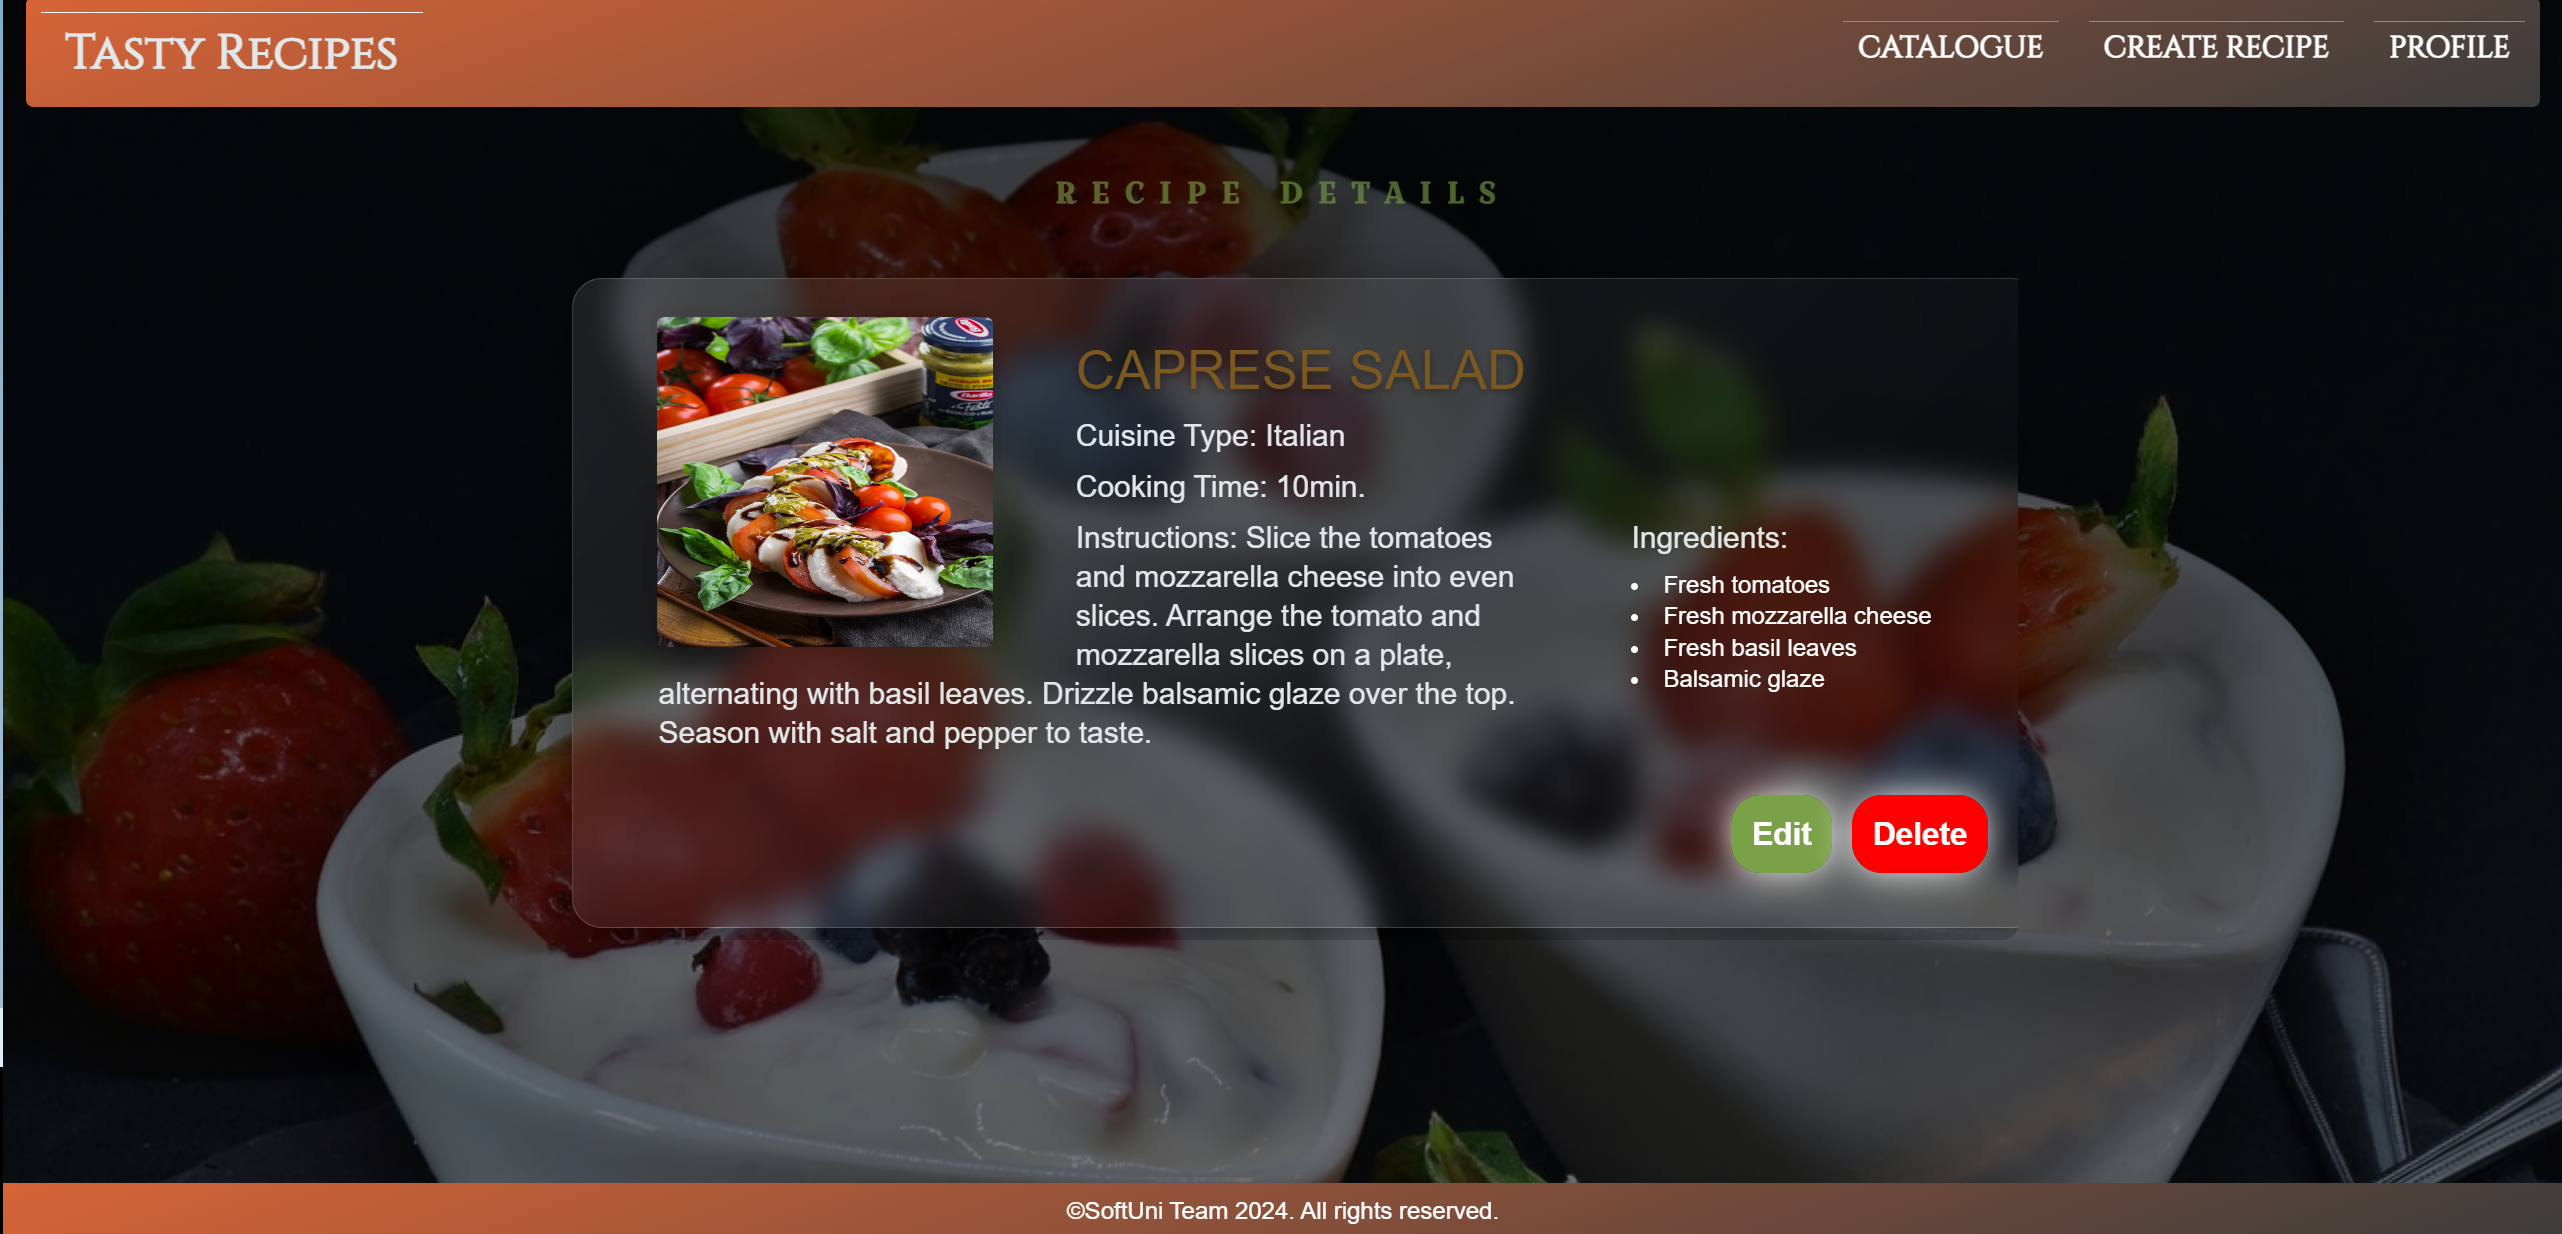 Tasty Recipes
CATALOGUE
CREATE RECIPE
PROFILE
RECIPE DETAILS
CAPRESE SALAD
Cuisine Type: Italian
Cooking Time: 10min.
Instructions: Slice the tomatoes
and mozzarella cheese into even
slices. Arrange the tomato and
mozzarella slices on a plate,
alternating with basil leaves. Drizzle balsamic glaze over the top.
Season with salt and pepper to taste.
Ingredients:
Fresh tomatoes
Fresh mozzarella cheese
Fresh basil leaves
Balsamic glaze
Edit
Delete
©SoftUni Team 2024. All rights reserved.